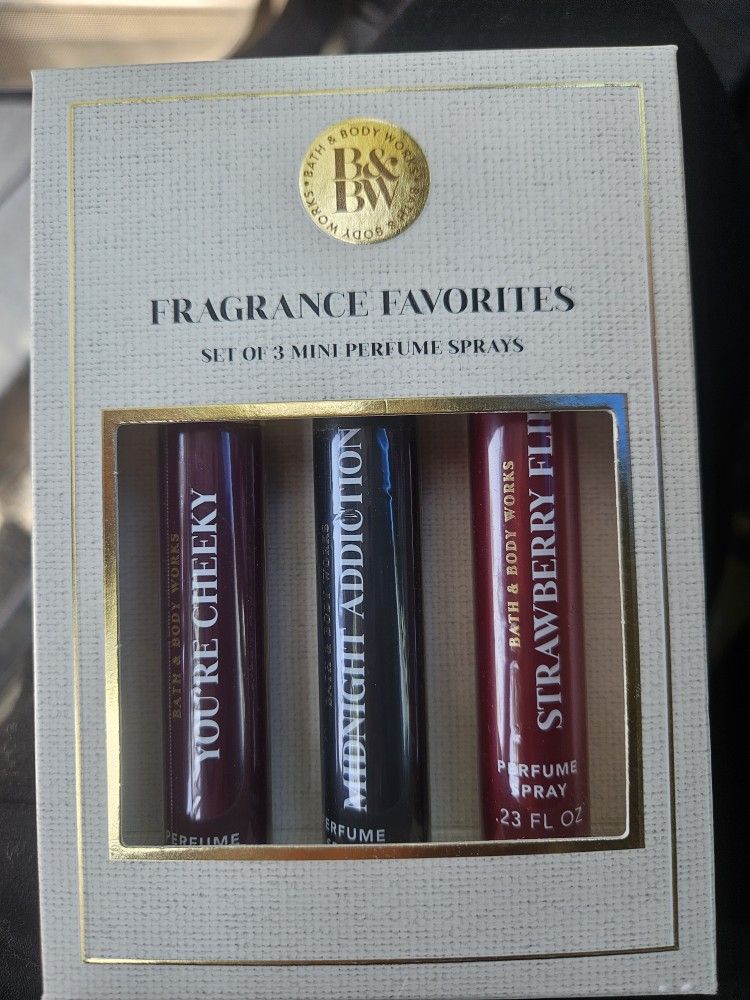 BATH & BODY WORKS • BATH & BODY WORKS •
B&
BW
FRAGRANCE FAVORITES
SET OF 3 MINI PERFUME SPRAYS
BATH & BODY WORKS
YOU'RE CHEEKY
PERFUME
BATH & BODY WORKS
MIDNIGHT ADDICTION
ERFUME
BATH & BODY WORKS
STRAWBERRY
PERFUME
SPRAY
.23 FL OZ